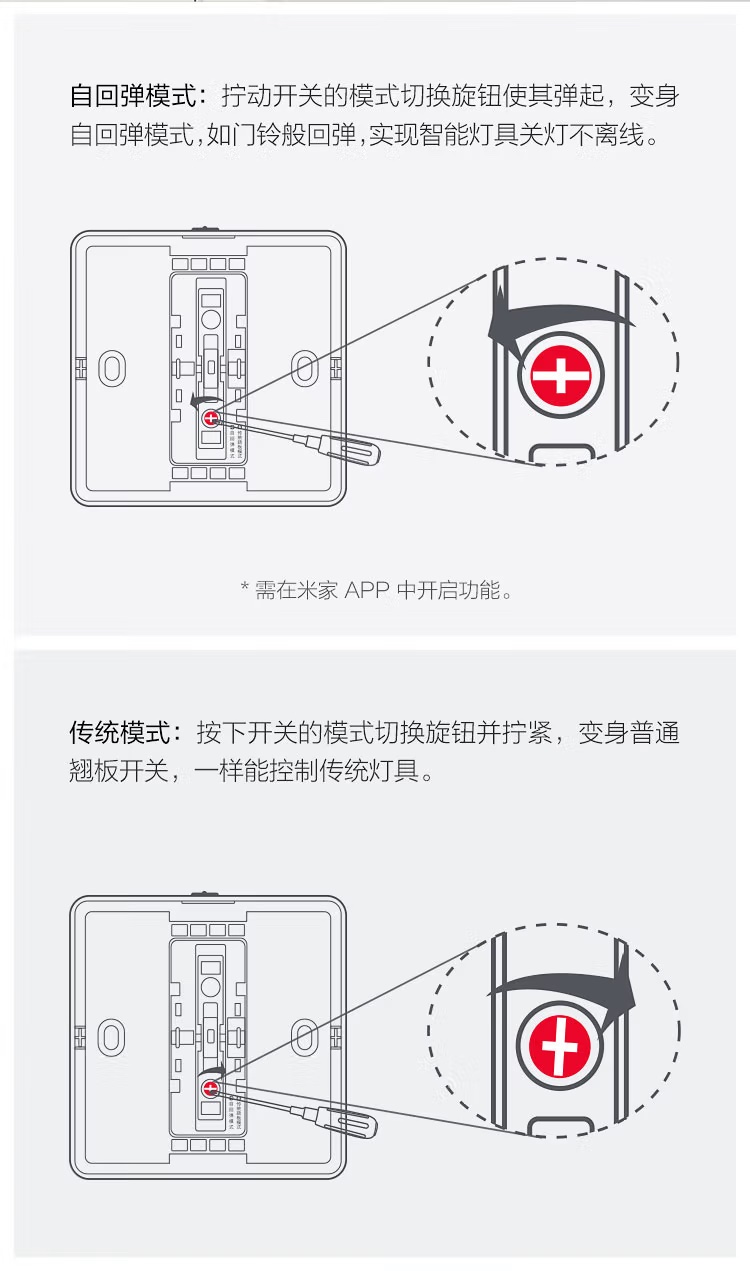 自回弹模式：拧动开关的模式切换旋钮使其弹起，变身
自回弹模式，如门铃般回弹，实现智能灯具关灯不离线。
* 需在米家 APP 中开启功能。
传统模式：按下开关的模式切换旋钮并拧紧，变身普通
翘板开关，一样能控制传统灯具。